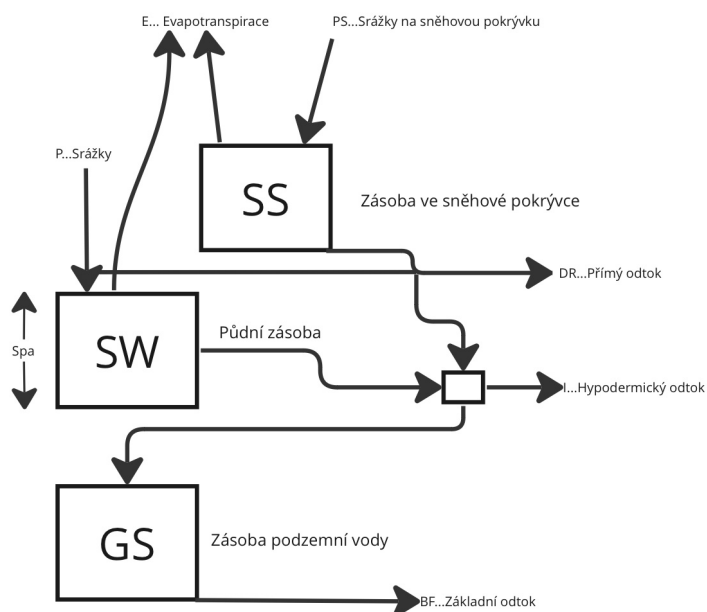 E... Evapotranspirace
PS...Srážky na sněhovou pokrývku
P...Srážky
SS
Zásoba ve sněhové pokrývce
DR...Přímý odtok
Spa
SW
Půdní zásoba
I...Hypodermický odtok
GS
Zásoba podzemní vody
BF...Základní odtok